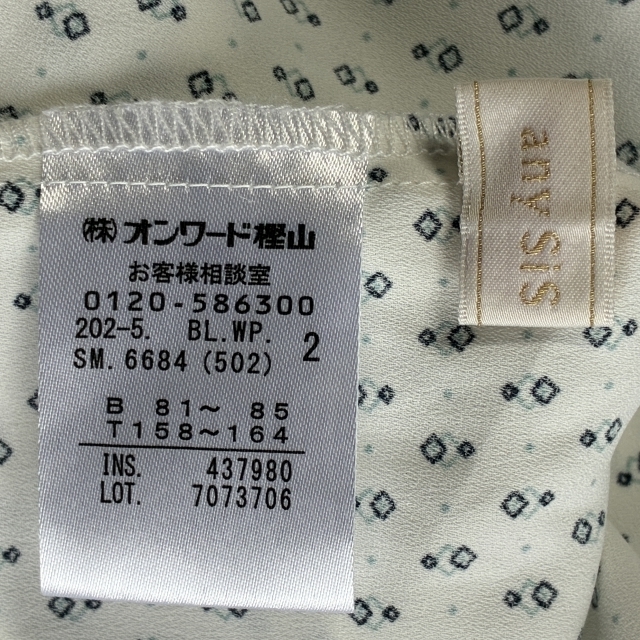 ㈱オンワード樫山
お客様相談室
0120-586300
202-5. BL.WP. 2
SM.6684(502)
B 81〜 85
T158〜164
INS. 437980
LOT. 7073706
any SiS